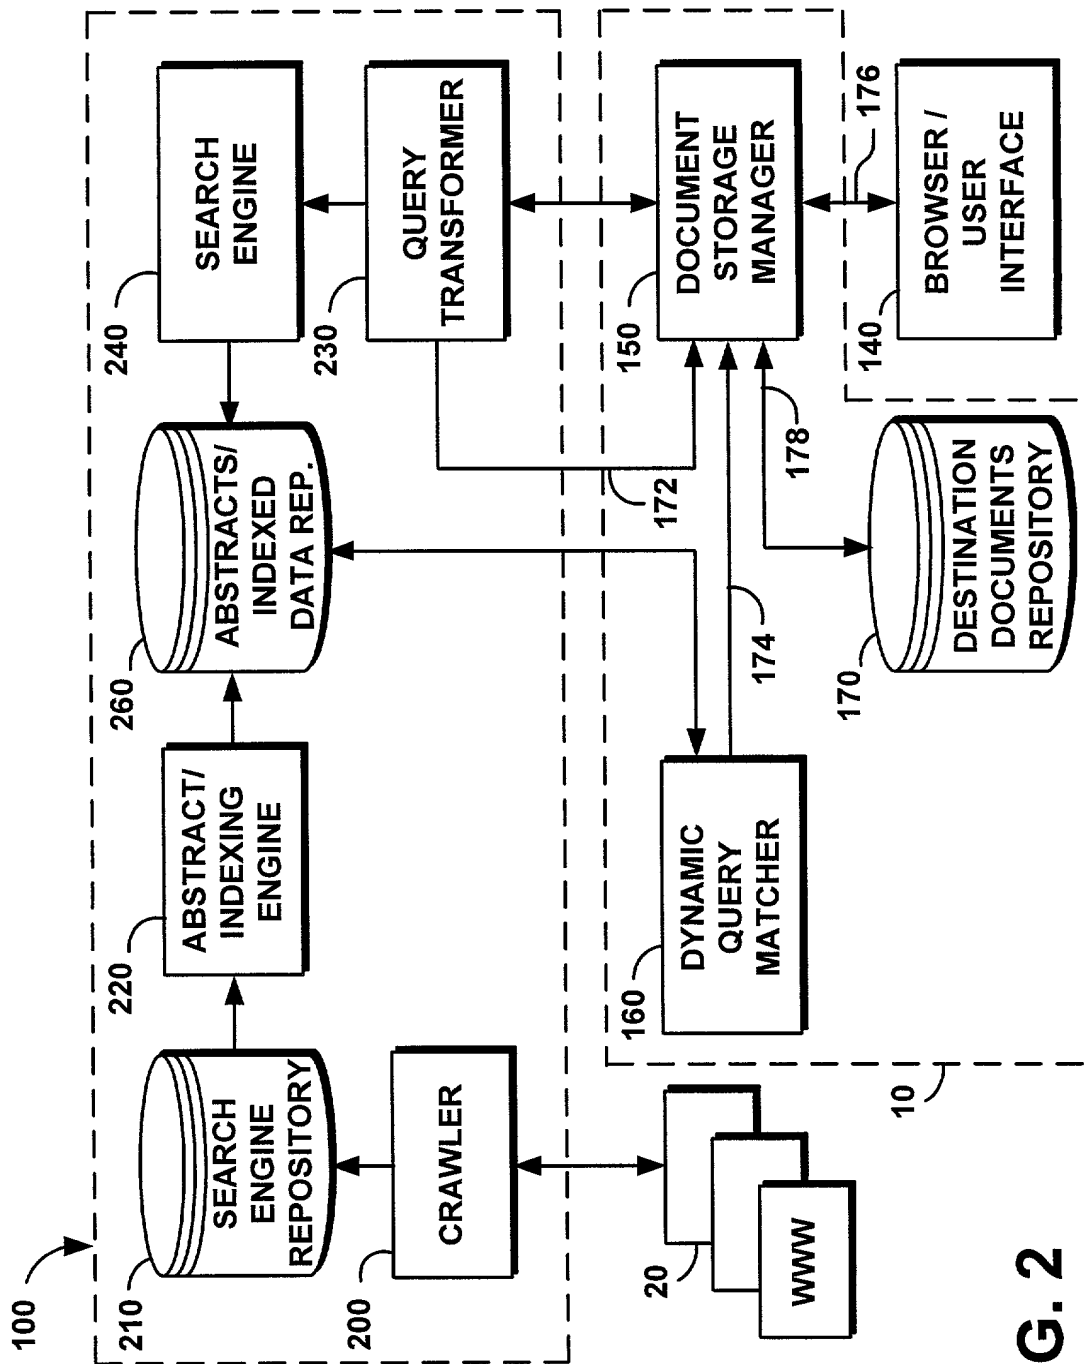 100
210
SEARCH
ENGINE
REPOSITORY
220
ABSTRACT/
INDEXING
ENGINE
260
ABSTRACTS/
INDEXED
DATA REP.
240
SEARCH
ENGINE
200
CRAWLER
230
QUERY
TRANSFORMER
172
20
WWW
160
DYNAMIC
QUERY
MATCHER
174
178
150
DOCUMENT
STORAGE
MANAGER
176
10
170
DESTINATION
DOCUMENTS
REPOSITORY
140
BROWSER /
USER
INTERFACE
G. 2